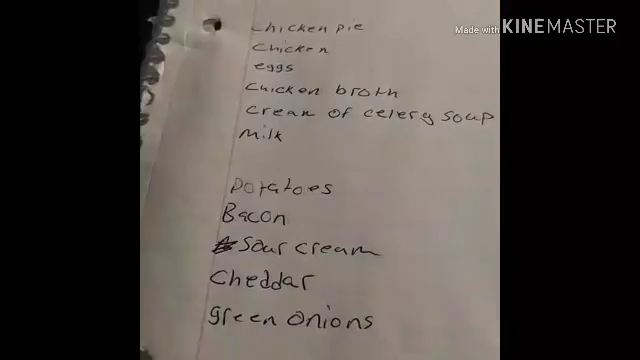 Made with KINEMASTER
chicken pie
chicken
eggs
chicken broth
cream of celery soup
milk
potatoes
Bacon
sour cream
cheddar
green onions